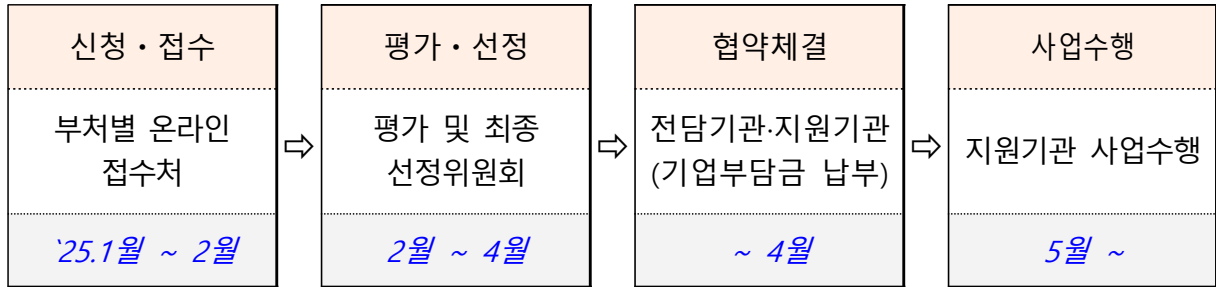 신청・접수
부처별 온라인
접수처
`25.1월 ~ 2월
⇨
평가・선정
평가 및 최종
선정위원회
2월 ~ 4월
⇨
협약체결
전담기관·지원기관
(기업부담금 납부)
~ 4월
⇨
사업수행
지원기관 사업수행
5월 ~